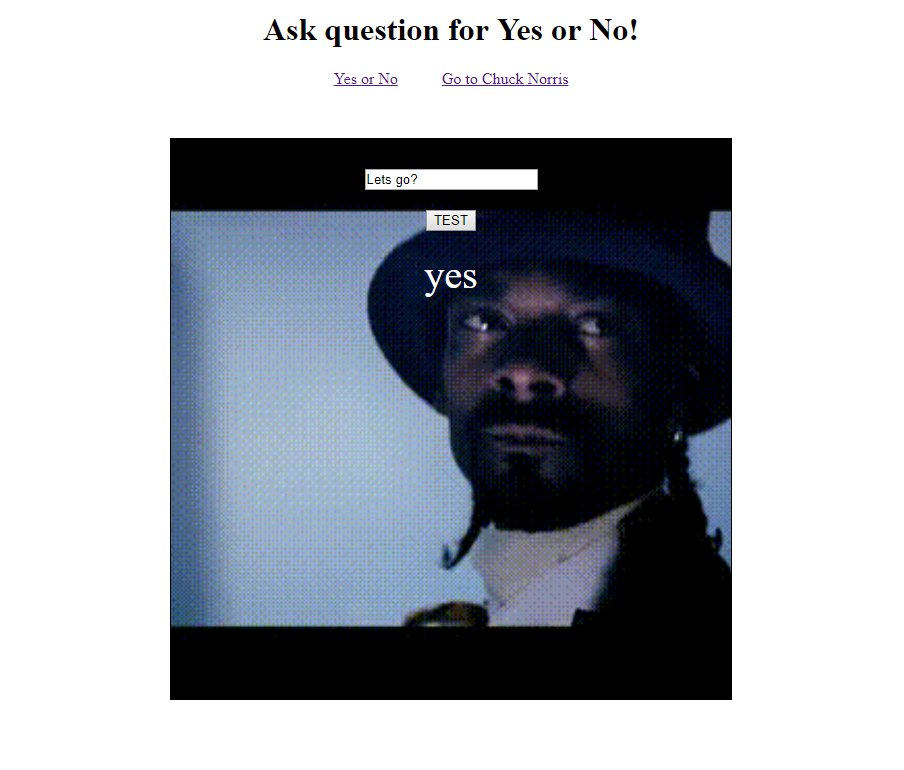 Ask question for Yes or No!
Yes or No Go to Chuck Norris
Lets go?
TEST
yes